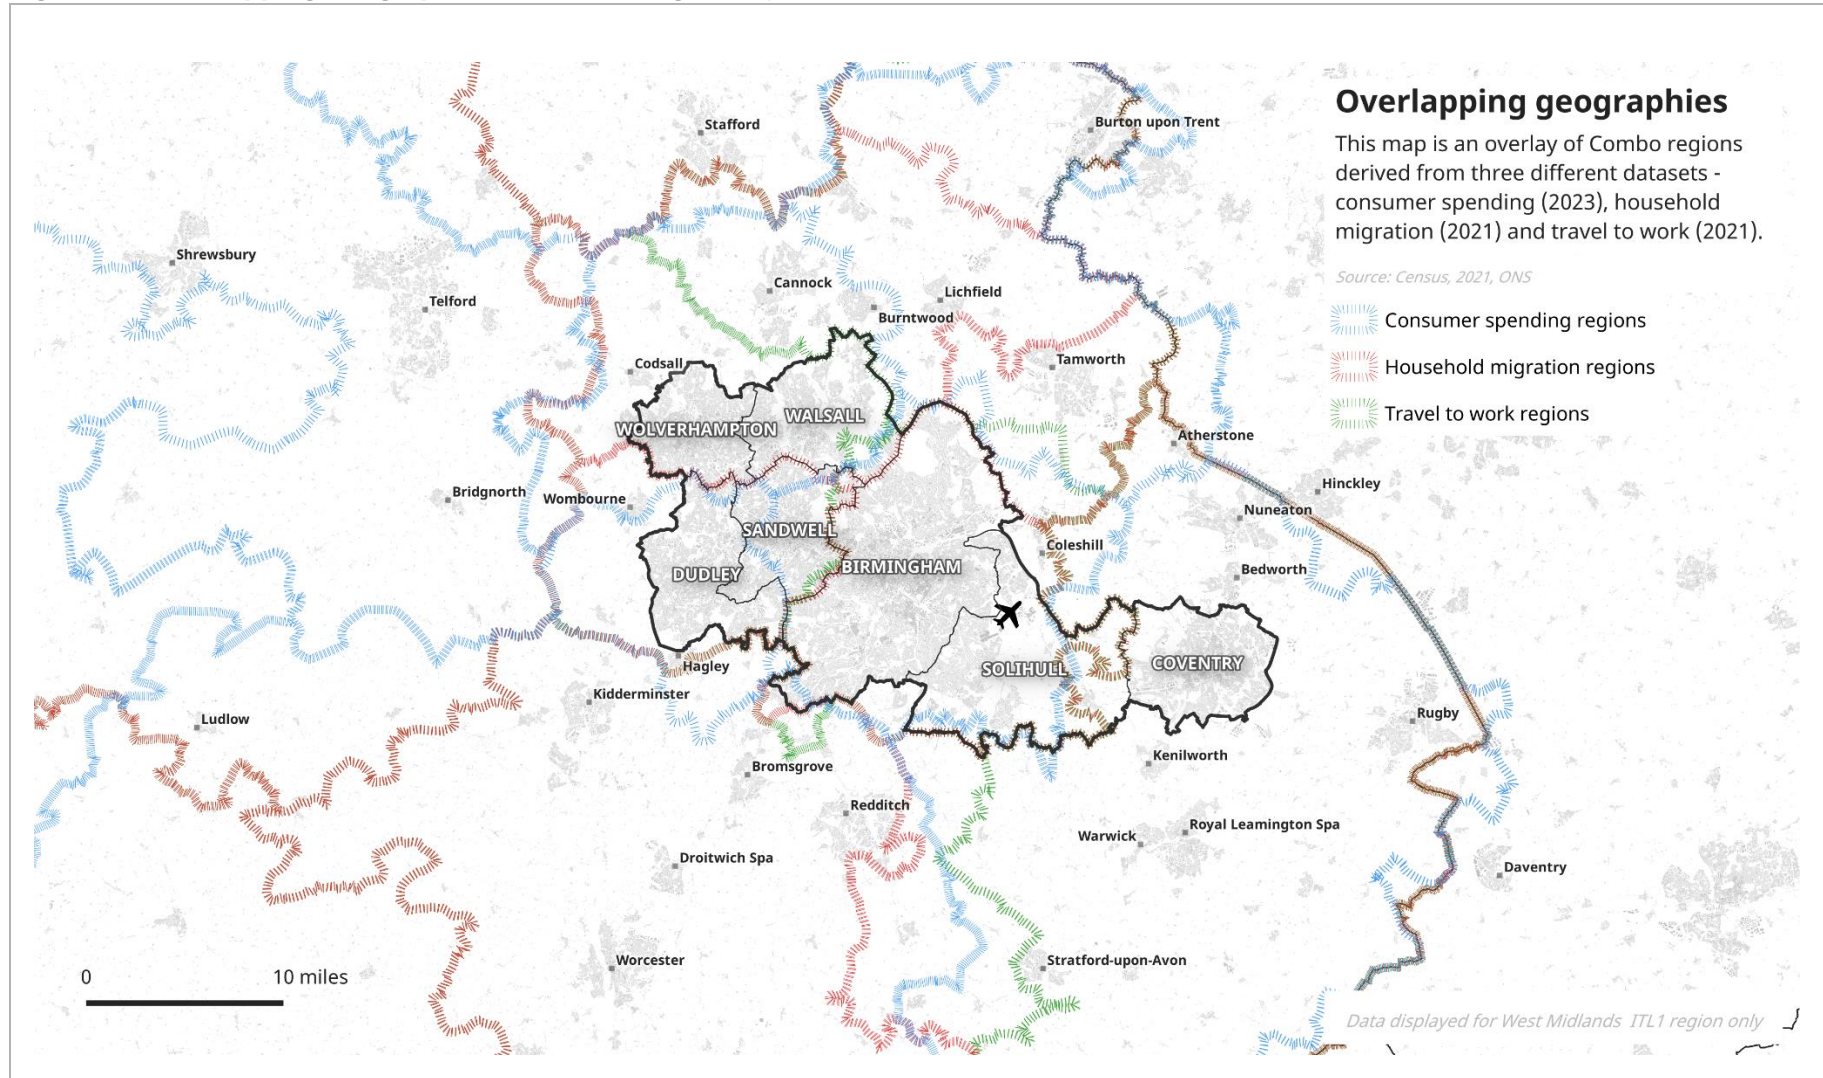 Overlapping geographies
This map is an overlay of Combo regions
derived from three different datasets -
consumer spending (2023), household
migration (2021) and travel to work (2021).
Source: Census, 2021, ONS
Consumer spending regions
Household migration regions
Travel to work regions
Stafford
Burton upon Trent
Shrewsbury
Telford
Cannock
Lichfield
Burntwood
Codsall
Tamworth
WOLVERHAMPTON
WALSALL
Atherstone
Bridgnorth
Wombourne
Hinckley
Nuneaton
SANDWELL
Coleshill
DUDLEY
BIRMINGHAM
Bedworth
Hagley
SOLIHULL
COVENTRY
Kidderminster
Ludlow
Rugby
Bromsgrove
Kenilworth
Redditch
Warwick
Royal Leamington Spa
Droitwich Spa
Daventry
Worcester
Stratford-upon-Avon
0 10 miles
Data displayed for West Midlands ITL1 region only